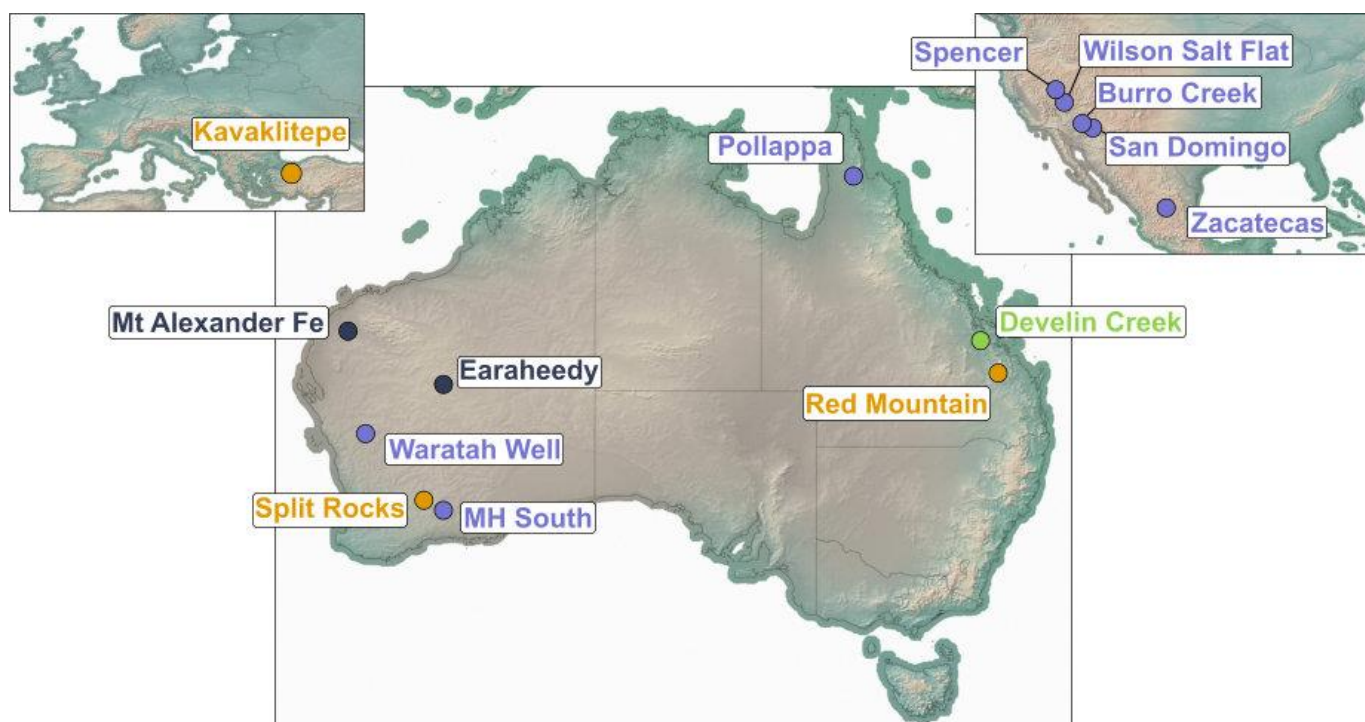 Kavaklitepe
Spencer
Wilson Salt Flat
Burro Creek
San Domingo
Zacatecas
Pollappa
Mt Alexander Fe
Earaheedy
Waratah Well
Split Rocks
MH South
Develin Creek
Red Mountain